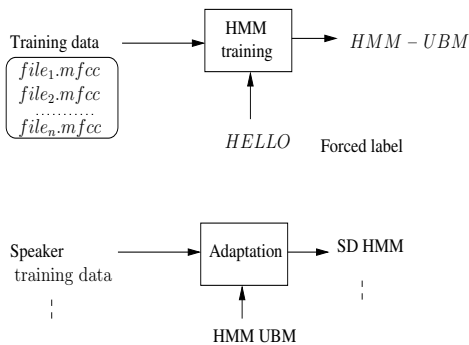 Training data
file₁.mfcc
file₂.mfcc
...........
fileₙ.mfcc
HMM
training
HMM – UBM
HELLO
Forced label
Speaker
training data
Adaptation
SD HMM
HMM UBM